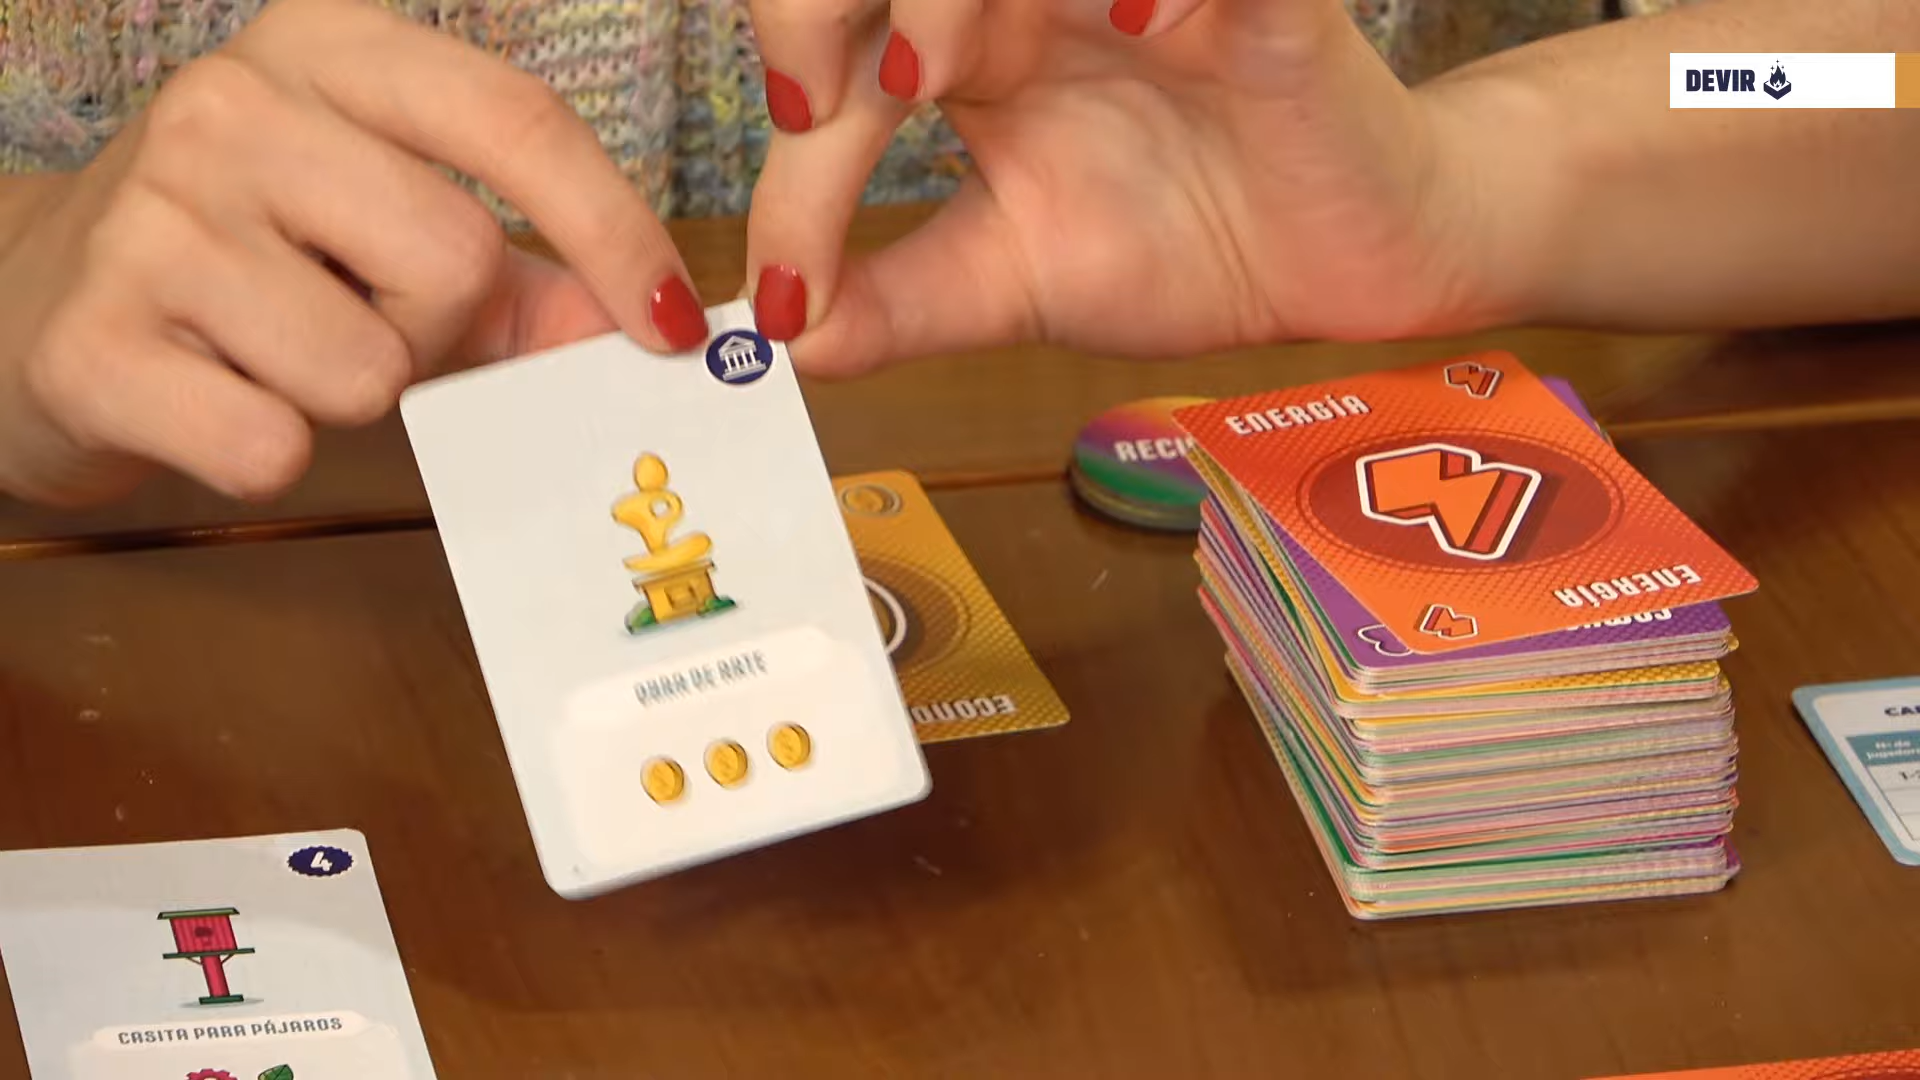 DEVIR
ENERGÍA
ENERGÍA
RECI
OBRA DE ARTE
ECONO
4
CASITA PARA PÁJAROS